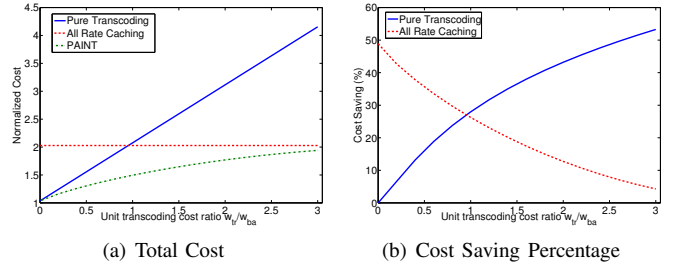 4.5
4
3.5
3
2.5
2
1.5
1
0 0.5 1 1.5 2 2.5 3
Normalized Cost
Unit transcoding cost ratio w_tr/w_ba
Pure Transcoding
All Rate Caching
PAINT
(a) Total Cost
60
50
40
30
20
10
0
0 0.5 1 1.5 2 2.5 3
Cost Saving (%)
Unit transcoding cost ratio w_tr/w_ba
Pure Transcoding
All Rate Caching
(b) Cost Saving Percentage